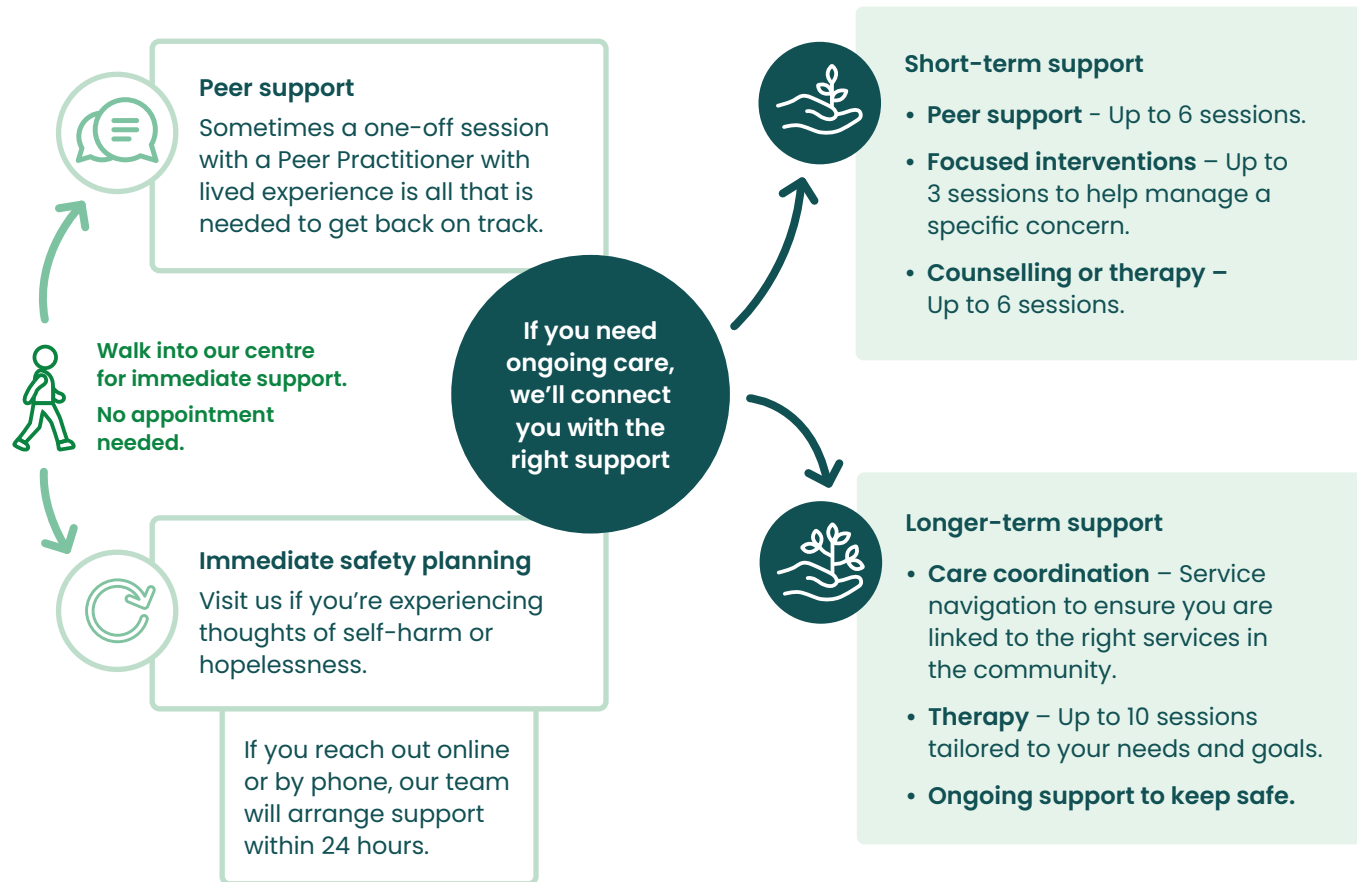 Peer support
Sometimes a one-off session
with a Peer Practitioner with
lived experience is all that is
needed to get back on track.
Walk into our centre
for immediate support.
No appointment
needed.
Immediate safety planning
Visit us if you’re experiencing
thoughts of self-harm or
hopelessness.
If you reach out online
or by phone, our team
will arrange support
within 24 hours.
If you need
ongoing care,
we’ll connect
you with the
right support
Short-term support
• Peer support - Up to 6 sessions.
• Focused interventions – Up to
3 sessions to help manage a
specific concern.
• Counselling or therapy –
Up to 6 sessions.
Longer-term support
• Care coordination – Service
navigation to ensure you are
linked to the right services in
the community.
• Therapy – Up to 10 sessions
tailored to your needs and goals.
• Ongoing support to keep safe.